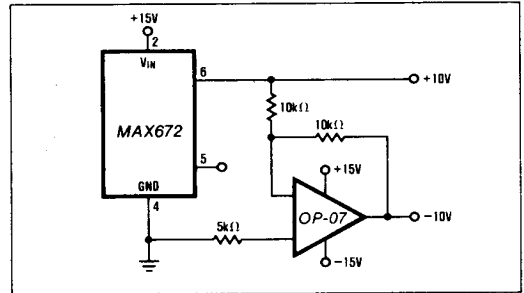 +15V
2
VIN
6
+10V
10kΩ
10kΩ
MAX672
5
+15V
GND
4
OP-07
-10V
5kΩ
-15V